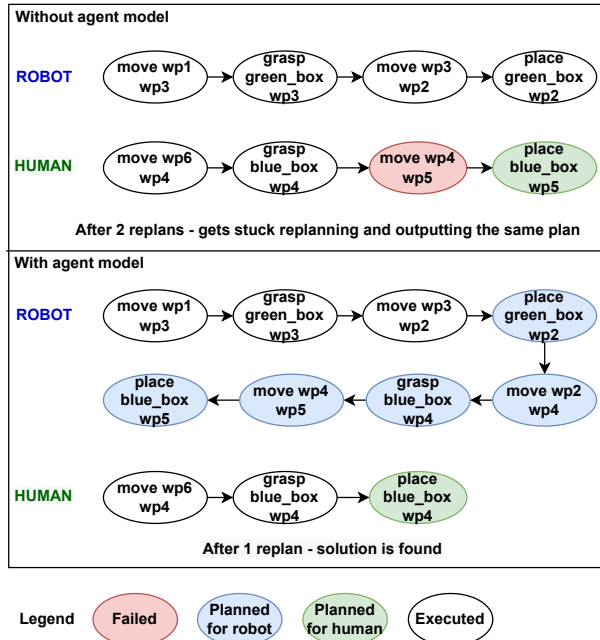 Without agent model
ROBOT
move wp1
wp3
grasp
green_box
wp3
move wp3
wp2
place
green_box
wp2
HUMAN
move wp6
wp4
grasp
blue_box
wp4
move wp4
wp5
place
blue_box
wp5
After 2 replans - gets stuck replanning and outputting the same plan
With agent model
ROBOT
move wp1
wp3
grasp
green_box
wp3
move wp3
wp2
place
green_box
wp2
place
blue_box
wp5
move wp4
wp5
grasp
blue_box
wp4
move wp2
wp4
HUMAN
move wp6
wp4
grasp
blue_box
wp4
place
blue_box
wp4
After 1 replan - solution is found
Legend
Failed
Planned
for robot
Planned
for human
Executed